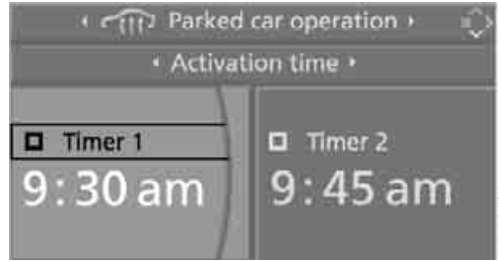 Parked car operation
Activation time
Timer 1
9:30 am
Timer 2
9:45 am